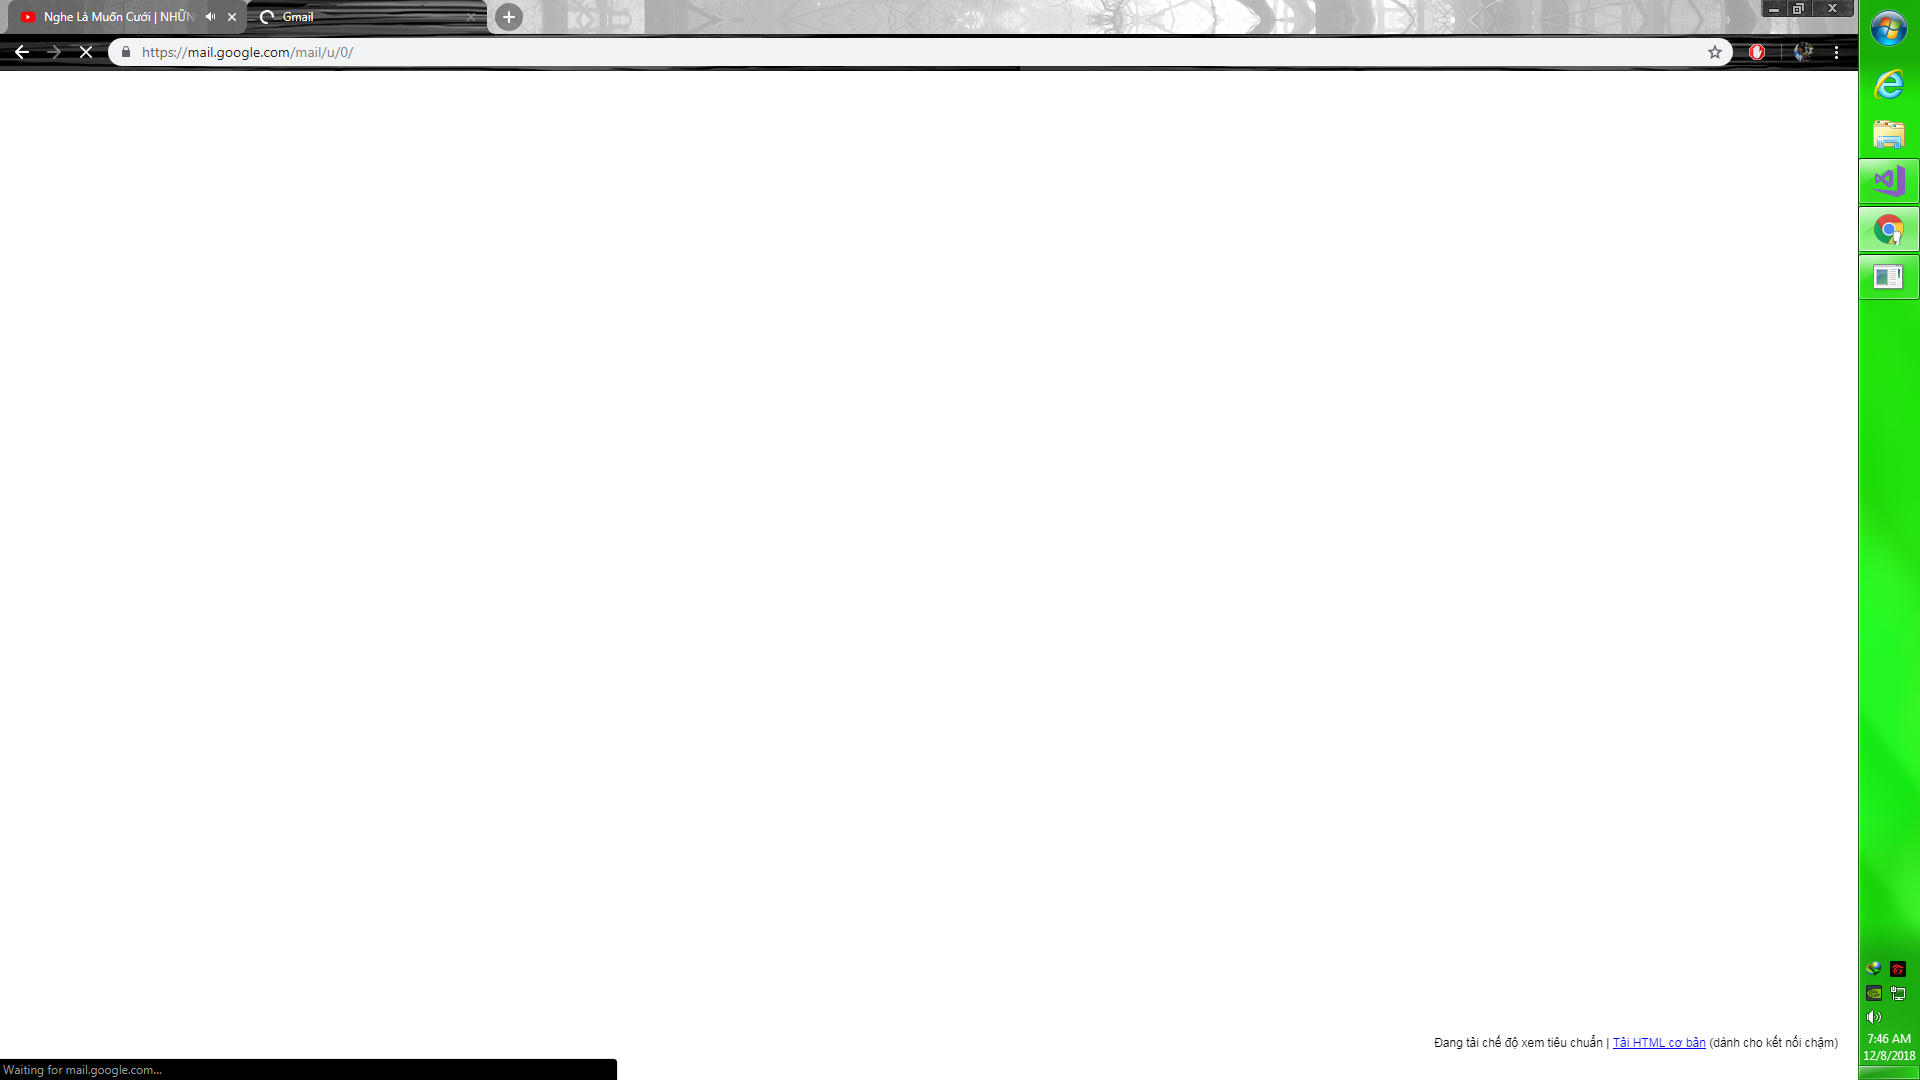 Nghe Là Muốn Cưới | NHỮN
Gmail
https://mail.google.com/mail/u/0/
Đang tải chế độ xem tiêu chuẩn | Tải HTML cơ bản (dành cho kết nối chậm)
Waiting for mail.google.com...
7:46 AM
12/8/2018